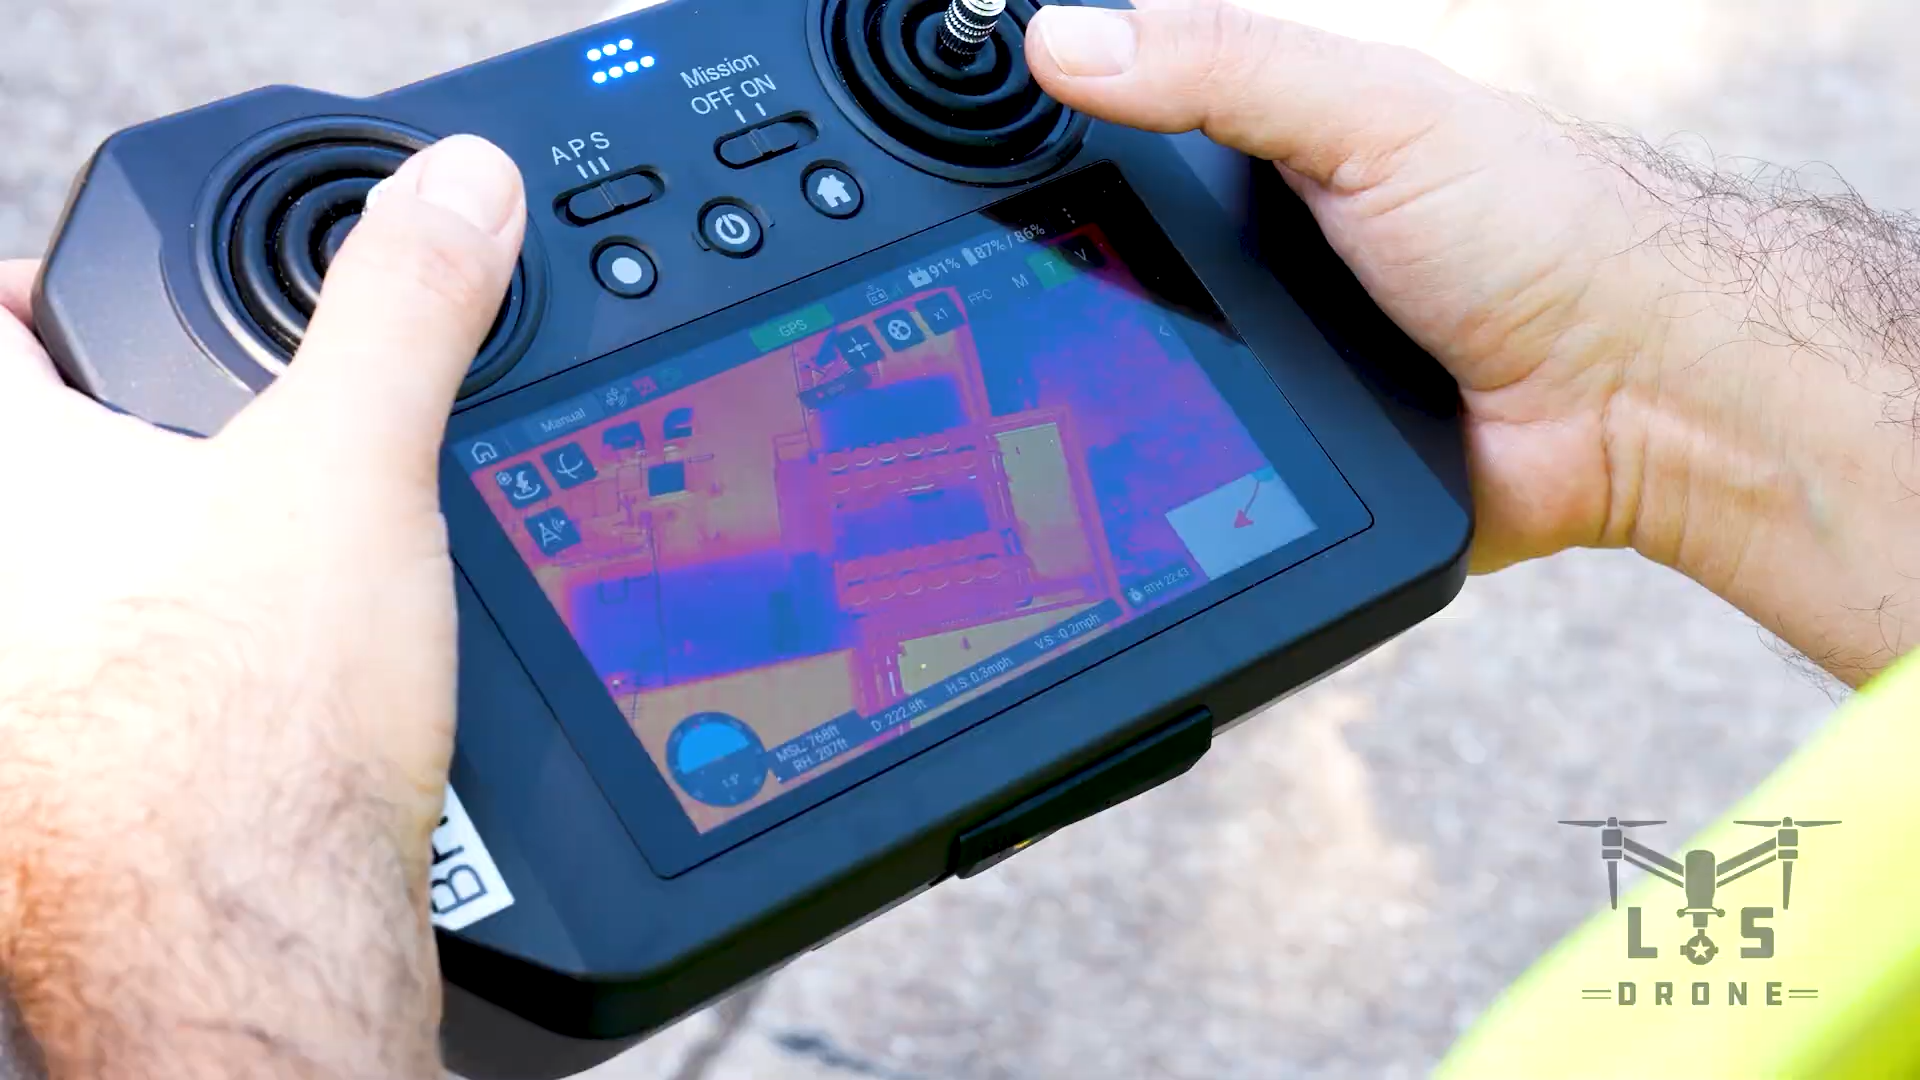 Mission
OFF ON
A P S
91% 87% / 86%
FFC M T V
GPS
x1
Manual
RTH 22:43
MSL: 768ft
RH: 207ft
D: 222.8ft
H.S: 0.3mph
V.S: -0.2mph
L S
DRONE